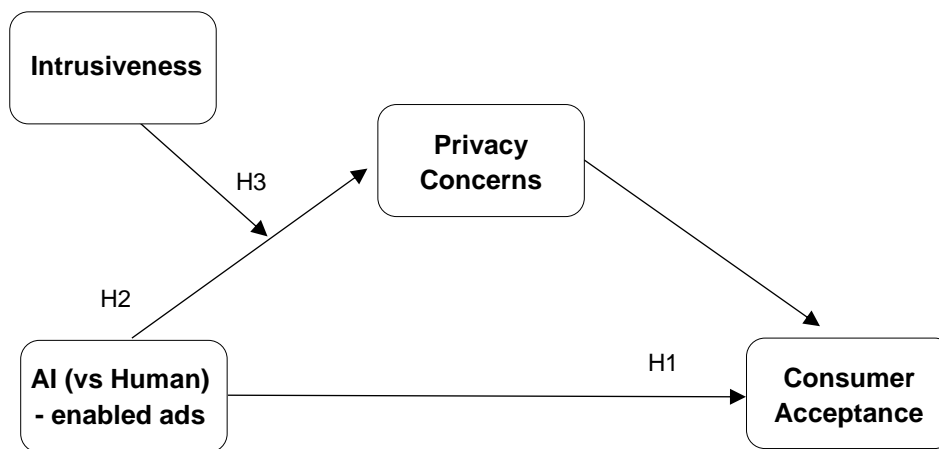 Intrusiveness
Privacy
Concerns
H3
H2
H1
AI (vs Human)
- enabled ads
Consumer
Acceptance